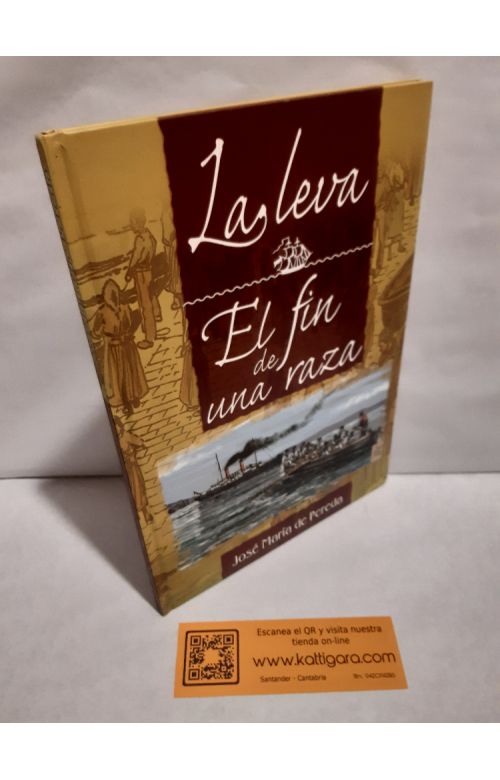 La leva
El fin
de
una raza
José María de Pereda
Escanea el QR y visita nuestra
tienda on-line
www.kattigara.com
Santander - Cantabria